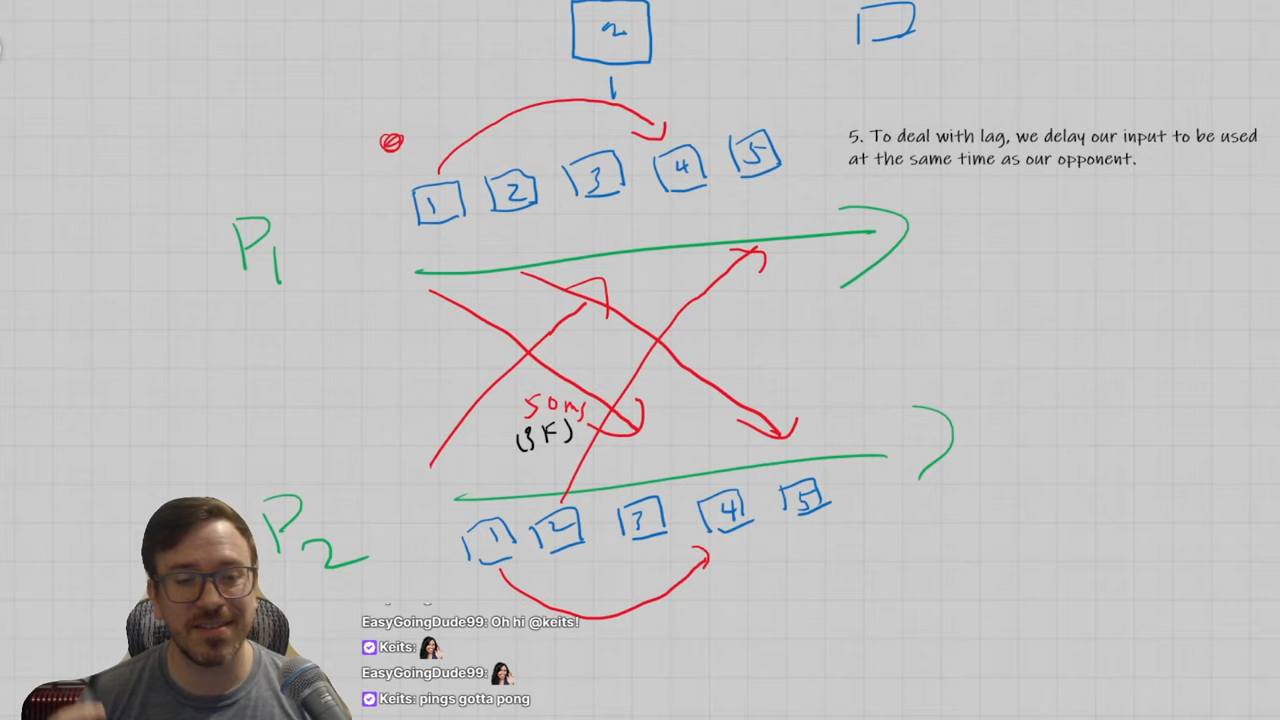 2
5. To deal with lag, we delay our input to be used
at the same time as our opponent.
1 2 3 4 5
P1
50ms
(3F)
P2
1 2 3 4 5
EasyGoingDude99: Oh hi @keits!
Keits:
EasyGoingDude99:
Keits: pings gotta pong